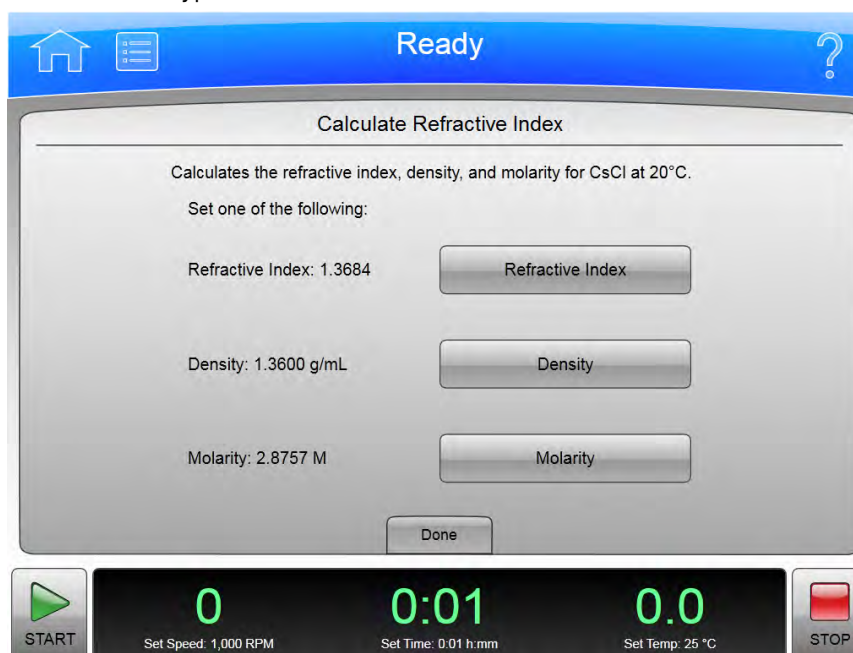 Ready
?
Calculate Refractive Index
Calculates the refractive index, density, and molarity for CsCl at 20°C.
Set one of the following:
Refractive Index: 1.3684 Refractive Index
Density: 1.3600 g/mL Density
Molarity: 2.8757 M Molarity
Done
0 0:01 0.0
START Set Speed: 1,000 RPM Set Time: 0:01 h:mm Set Temp: 25 °C STOP